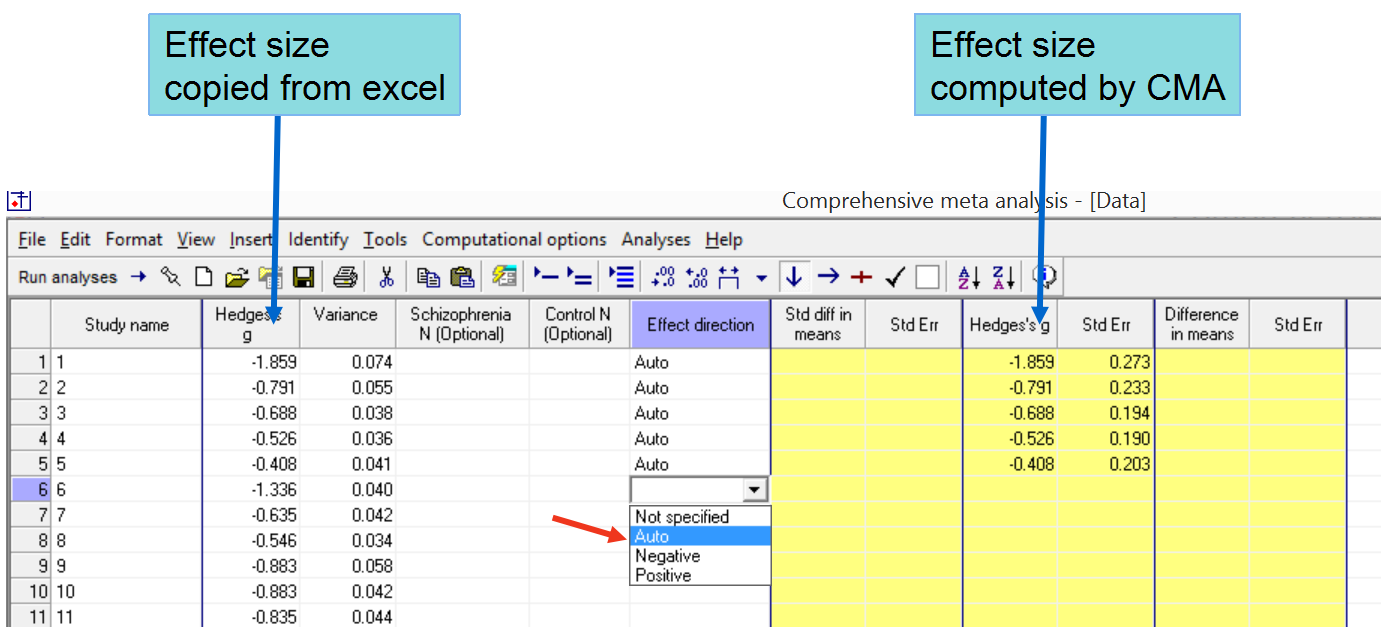 Effect size
copied from excel
Effect size
computed by CMA
Comprehensive meta analysis - [Data]
File Edit Format View Insert Identify Tools Computational options Analyses Help
Run analyses
Study name Hedges's g Variance Schizophrenia N (Optional) Control N (Optional) Effect direction Std diff in means Std Err Hedges's g Std Err Difference in means Std Err
1 1 -1.859 0.074 Auto -1.859 0.273
2 2 -0.791 0.055 Auto -0.791 0.233
3 3 -0.688 0.038 Auto -0.688 0.194
4 4 -0.526 0.036 Auto -0.526 0.190
5 5 -0.408 0.041 Auto -0.408 0.203
6 6 -1.336 0.040
7 7 -0.635 0.042 Not specified
8 8 -0.546 0.034 Auto
9 9 -0.883 0.058 Negative
10 10 -0.883 0.042 Positive
11 11 -0.835 0.044